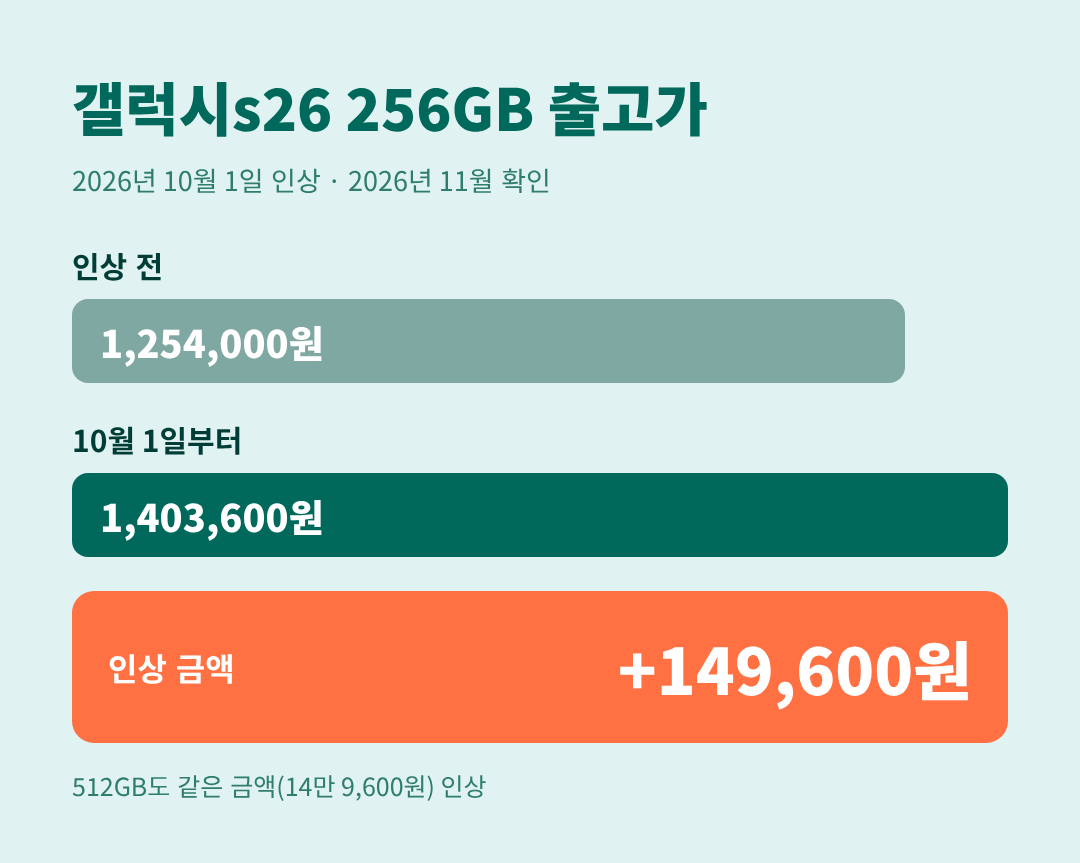 갤럭시s26 256GB 출고가
2026년 10월 1일 인상 · 2026년 11월 확인
인상 전
1,254,000원
10월 1일부터
1,403,600원
인상 금액
+149,600원
512GB도 같은 금액(14만 9,600원) 인상